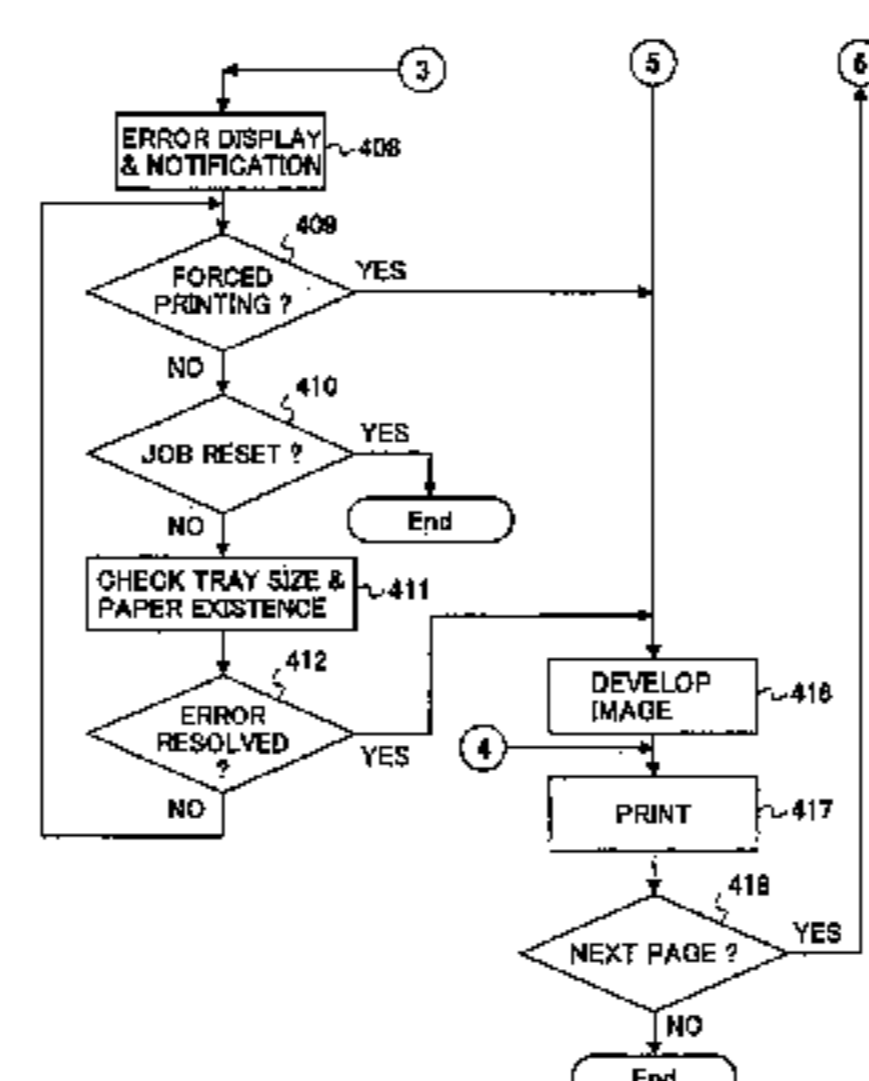 3
ERROR DISPLAY
& NOTIFICATION
408
409
FORCED
PRINTING ?
YES
NO
410
JOB RESET ?
YES
End
NO
CHECK TRAY SIZE &
PAPER EXISTENCE
411
412
ERROR
RESOLVED
?
YES
NO
5
6
DEVELOP
IMAGE
416
4
PRINT
417
418
NEXT PAGE ?
YES
NO
End